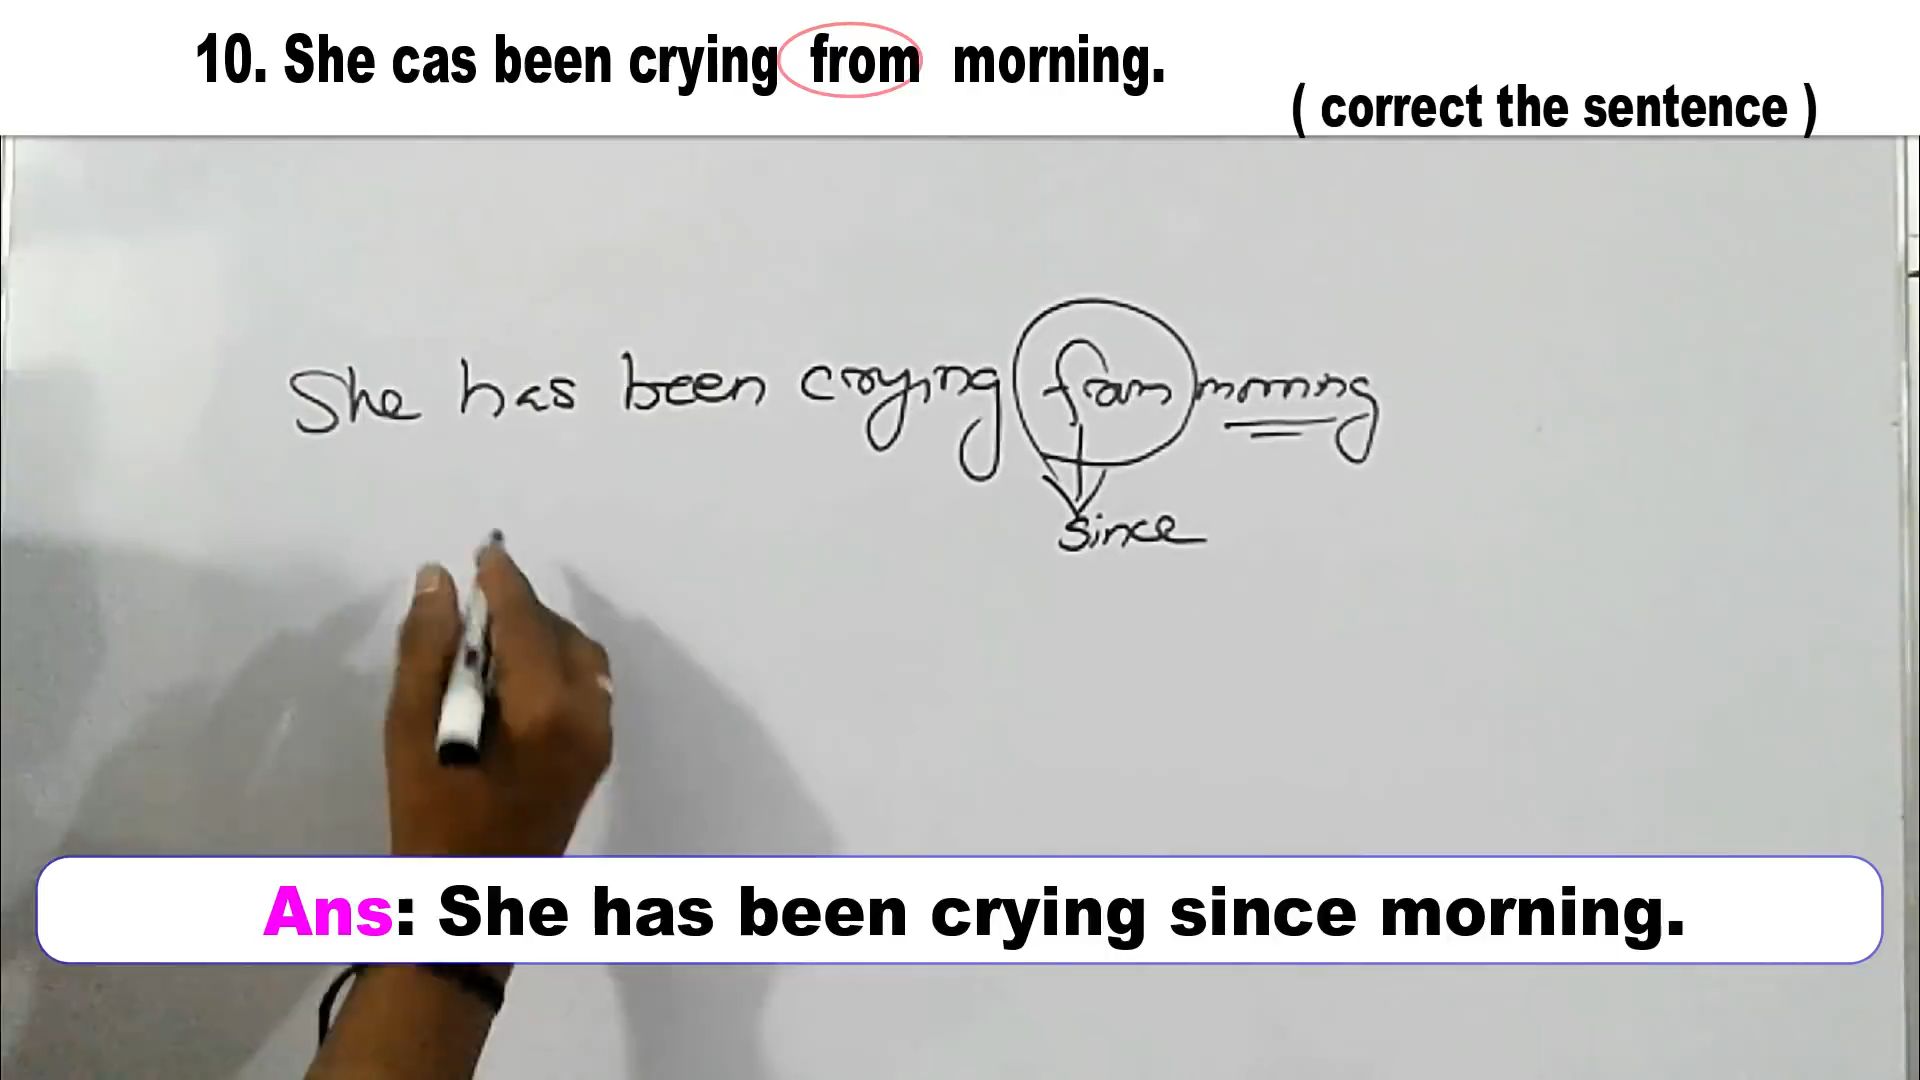 10. She cas been crying from morning.
( correct the sentence )
She has been crying from morning
since
Ans: She has been crying since morning.